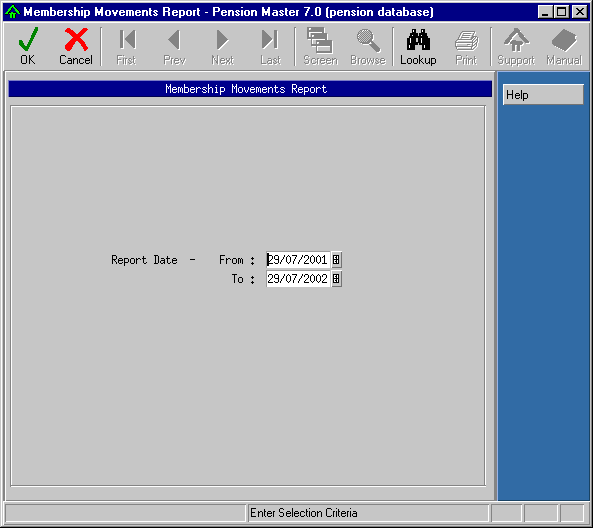 Membership Movements Report - Pension Master 7.0 (pension database)
OK Cancel First Prev Next Last Screen Browse Lookup Print Support Manual
Membership Movements Report
Help
Report Date - From : 29/07/2001
To : 29/07/2002
Enter Selection Criteria